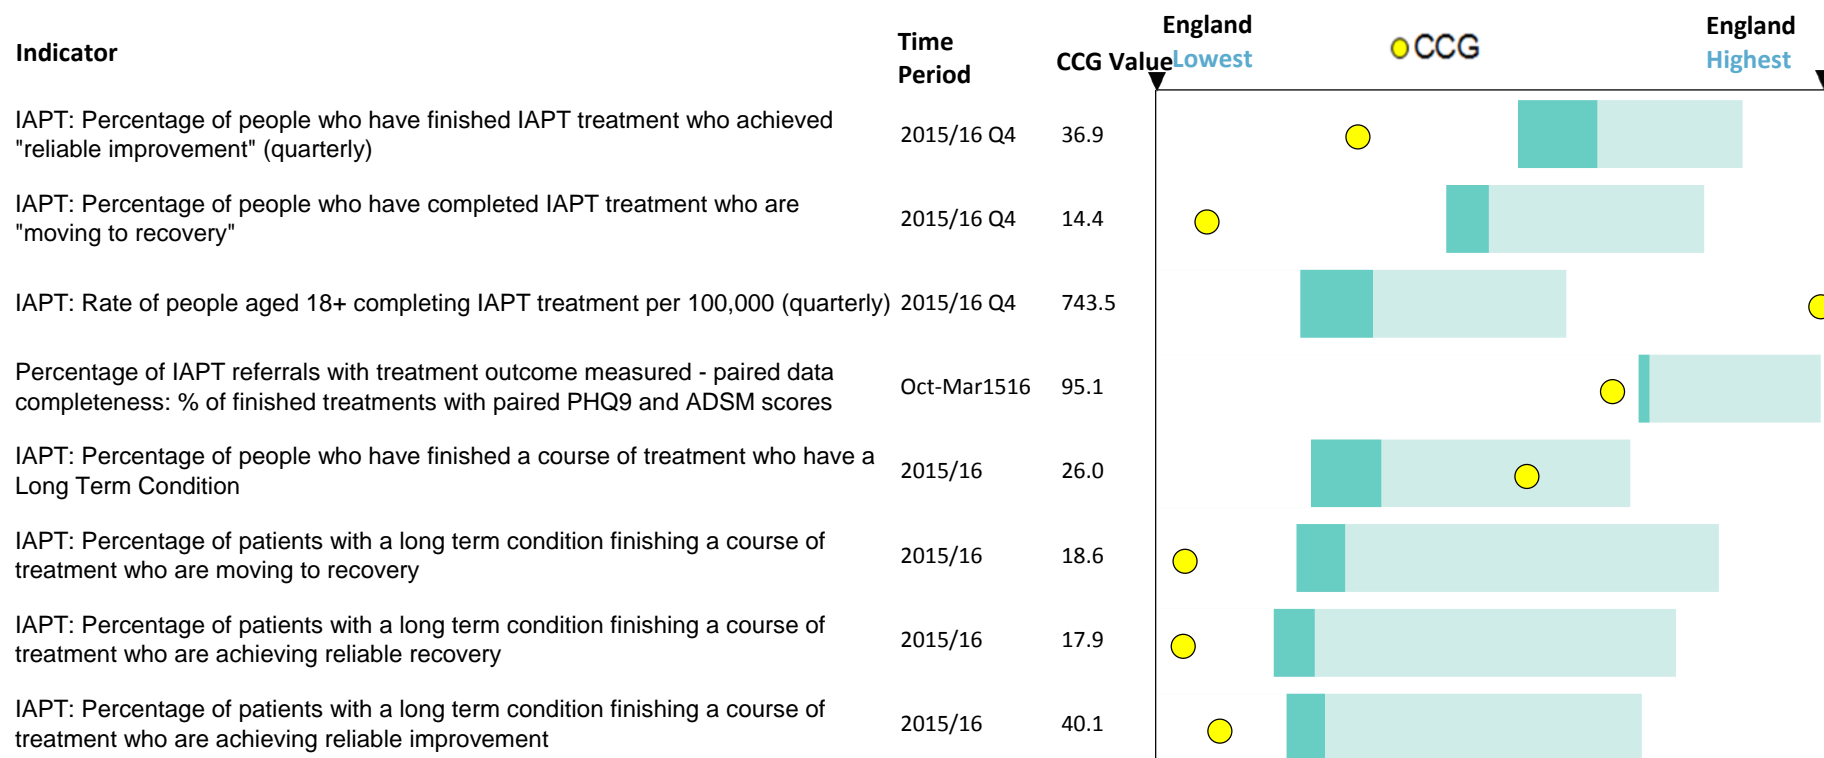 Indicator
Time
Period
CCG Value
England
Lowest
CCG
England
Highest
IAPT: Percentage of people who have finished IAPT treatment who achieved
"reliable improvement" (quarterly)
2015/16 Q4
36.9
IAPT: Percentage of people who have completed IAPT treatment who are
"moving to recovery"
2015/16 Q4
14.4
IAPT: Rate of people aged 18+ completing IAPT treatment per 100,000 (quarterly)
2015/16 Q4
743.5
Percentage of IAPT referrals with treatment outcome measured - paired data
completeness: % of finished treatments with paired PHQ9 and ADSM scores
Oct-Mar1516
95.1
IAPT: Percentage of people who have finished a course of treatment who have a
Long Term Condition
2015/16
26.0
IAPT: Percentage of patients with a long term condition finishing a course of
treatment who are moving to recovery
2015/16
18.6
IAPT: Percentage of patients with a long term condition finishing a course of
treatment who are achieving reliable recovery
2015/16
17.9
IAPT: Percentage of patients with a long term condition finishing a course of
treatment who are achieving reliable improvement
2015/16
40.1